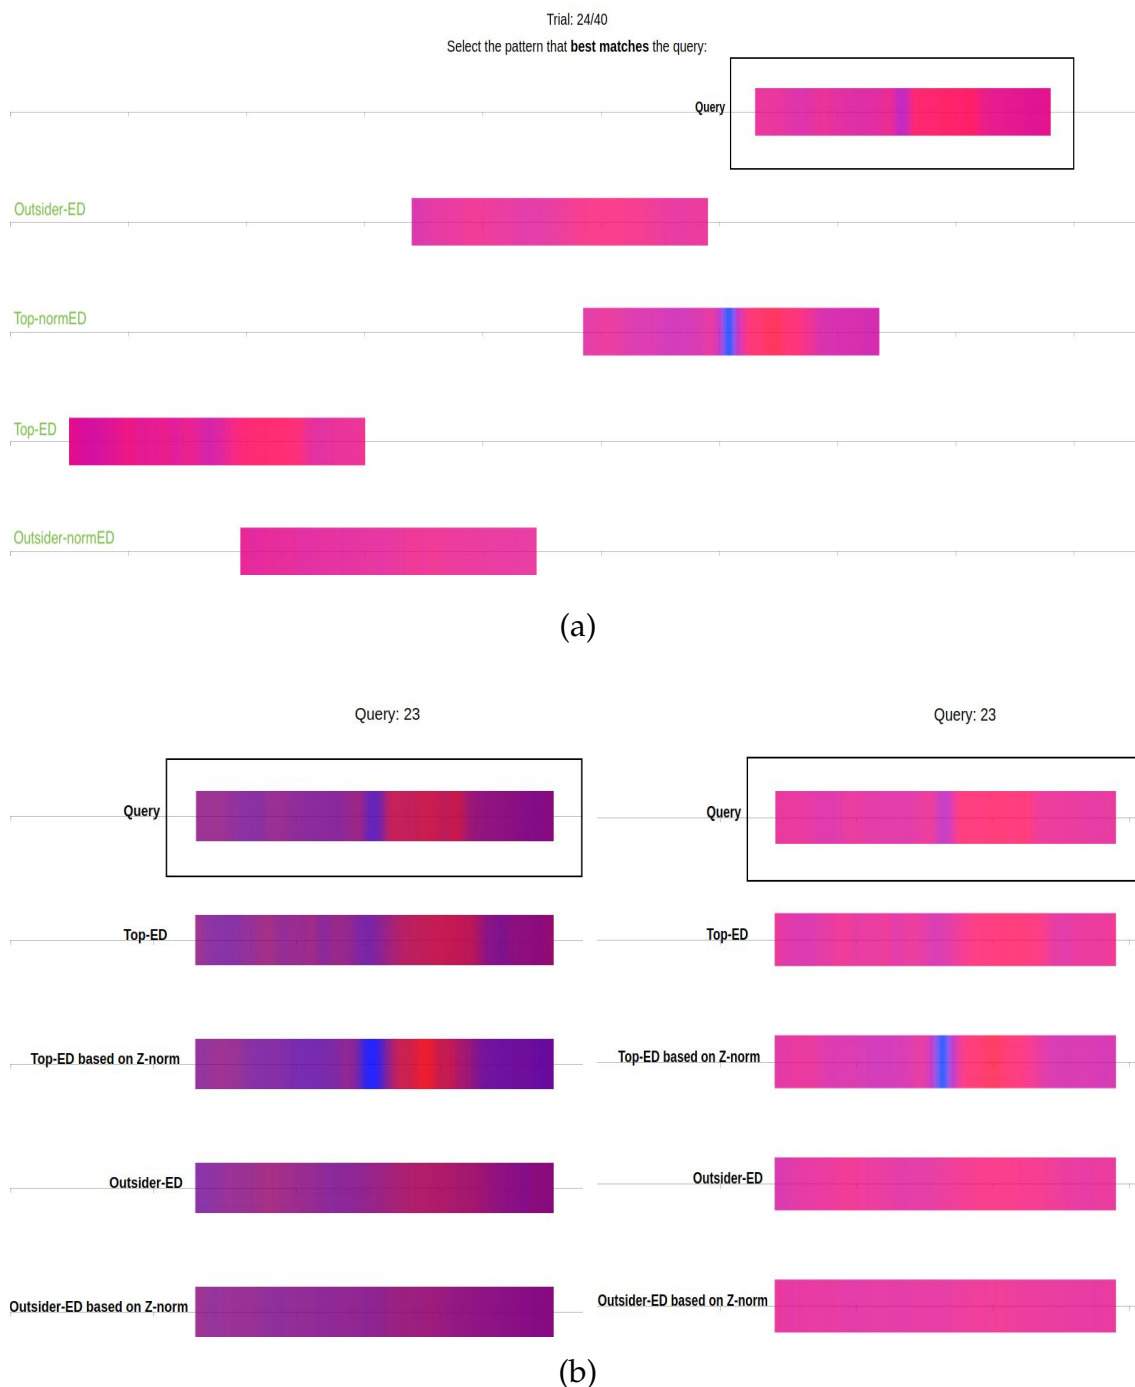 Trial: 24/40
Select the pattern that best matches the query:
Query
Outsider-ED
Top-normED
Top-ED
Outsider-normED
(a)
Query: 23
Query
Top-ED
Top-ED based on Z-norm
Outsider-ED
Outsider-ED based on Z-norm
Query: 23
Query
Top-ED
Top-ED based on Z-norm
Outsider-ED
Outsider-ED based on Z-norm
(b)